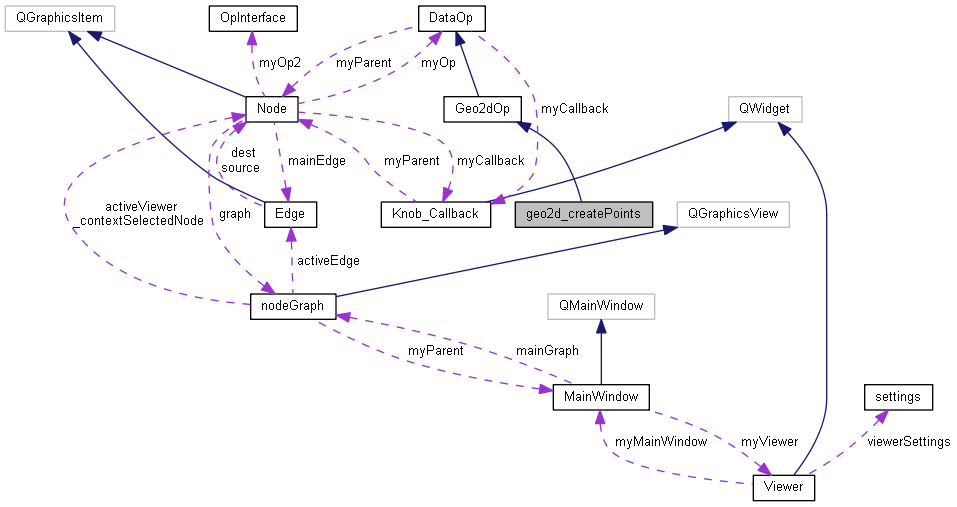 QGraphicsItem
OpInterface
DataOp
myOp2
myParent
myOp
Node
Geo2dOp
myCallback
QWidget
dest
source
mainEdge
myParent
myCallback
activeViewer
_contextSelectedNode
graph
Edge
Knob_Callback
geo2d_createPoints
QGraphicsView
activeEdge
nodeGraph
QMainWindow
myParent
mainGraph
MainWindow
settings
myMainWindow
myViewer
viewerSettings
Viewer